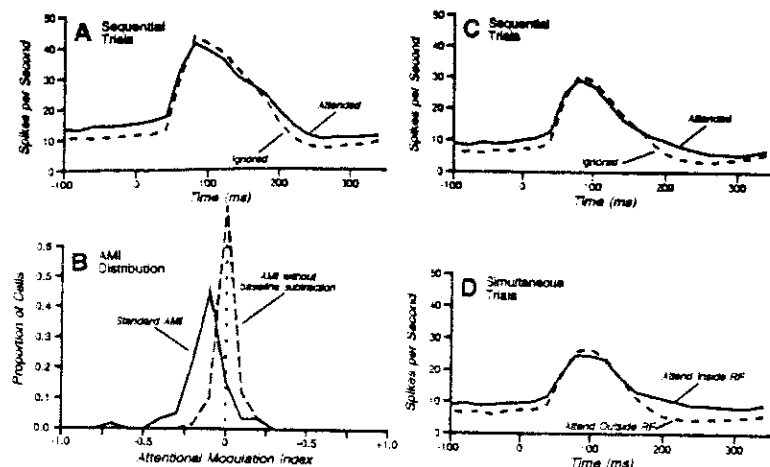 A Sequential
Trials
50
40
30
20
10
0
Spikes per Second
Attended
Ignored
-100
0
100
200
300
Time (ms)
C Sequential
Trials
50
40
30
20
10
0
Spikes per Second
Attended
Ignored
-100
0
100
200
300
Time (ms)
B AMI
Distribution
0.6
0.5
0.4
0.3
0.2
0.1
0.0
Proportion of Cells
Standard AMI
AMI without
baseline subtraction
-1.0
-0.5
0
-0.5
+1.0
Attentional Modulation Index
D Simultaneous
Trials
50
40
30
20
10
0
Spikes per Second
Attend Inside RF
Attend Outside RF
-100
0
100
200
300
Time (ms)